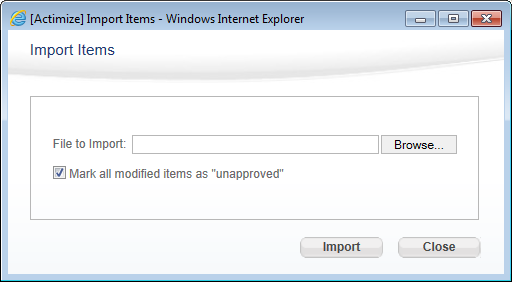 [Actimize] Import Items - Windows Internet Explorer
Import Items
File to Import: Browse...
Mark all modified items as "unapproved"
Import Close